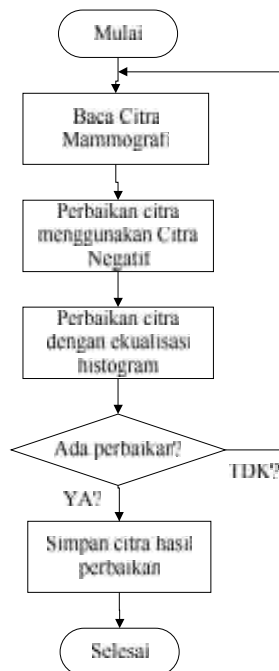 Mulai
Baca Citra
Mammografi
Perbaikan citra
menggunakan Citra
Negatif
Perbaikan citra
dengan ekualisasi
histogram
Ada perbaikan?
TDK?
YA?
Simpan citra hasil
perbaikan
Selesai